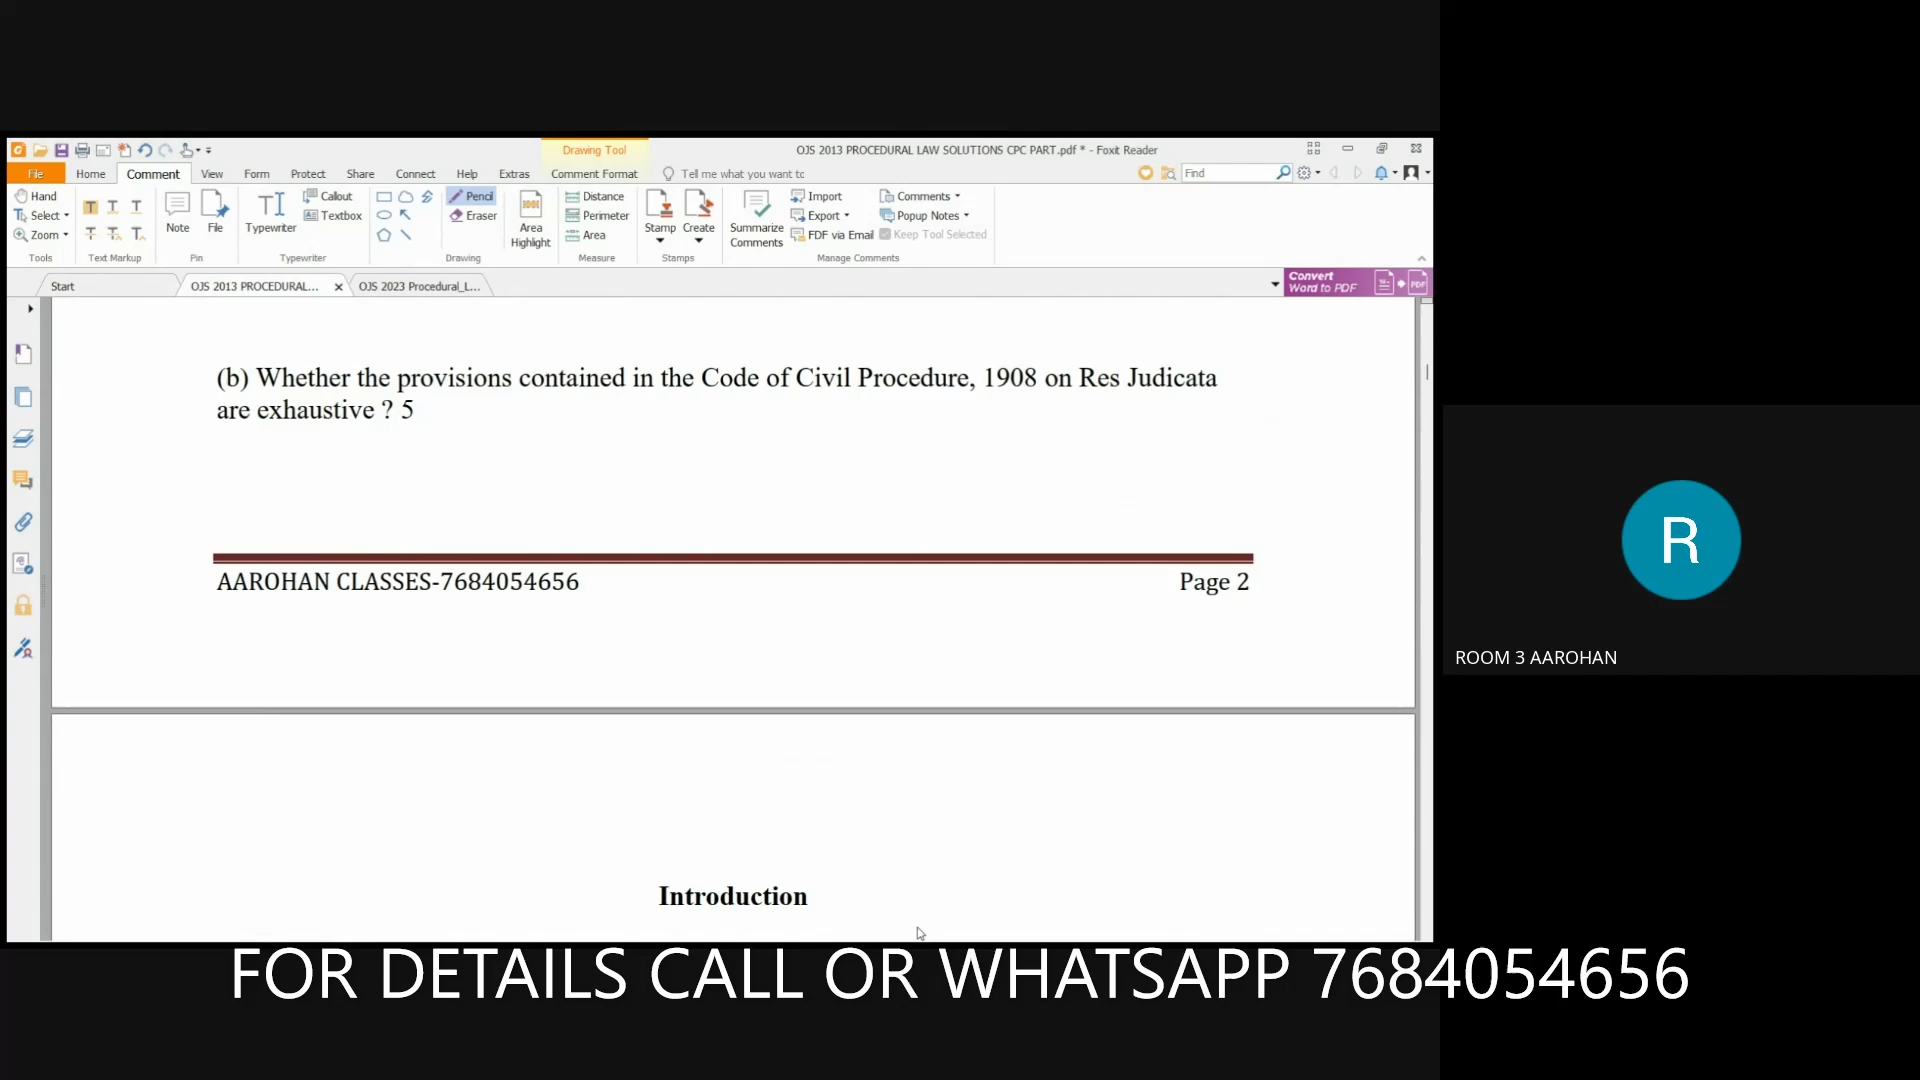 Drawing Tool
OJS 2013 PROCEDURAL LAW SOLUTIONS CPC PART.pdf * - Foxit Reader
File Home Comment View Form Protect Share Connect Help Extras Comment Format Tell me what you want to Find
Hand
Select
Zoom
Tools
Text Markup
Note
File
Pin
Typewriter
Callout
Textbox
Typewriter
Pencil
Eraser
Drawing
Area
Highlight
Distance
Perimeter
Area
Measure
Stamp
Create
Stamps
Summarize
Comments
Import
Export
FDF via Email
Comments
Popup Notes
Keep Tool Selected
Manage Comments
Start
OJS 2013 PROCEDURAL...
OJS 2023 Procedural_L...
Convert
Word to PDF
PDF
(b) Whether the provisions contained in the Code of Civil Procedure, 1908 on Res Judicata
are exhaustive ? 5
AAROHAN CLASSES-7684054656 Page 2
Introduction
R
ROOM 3 AAROHAN
FOR DETAILS CALL OR WHATSAPP 7684054656